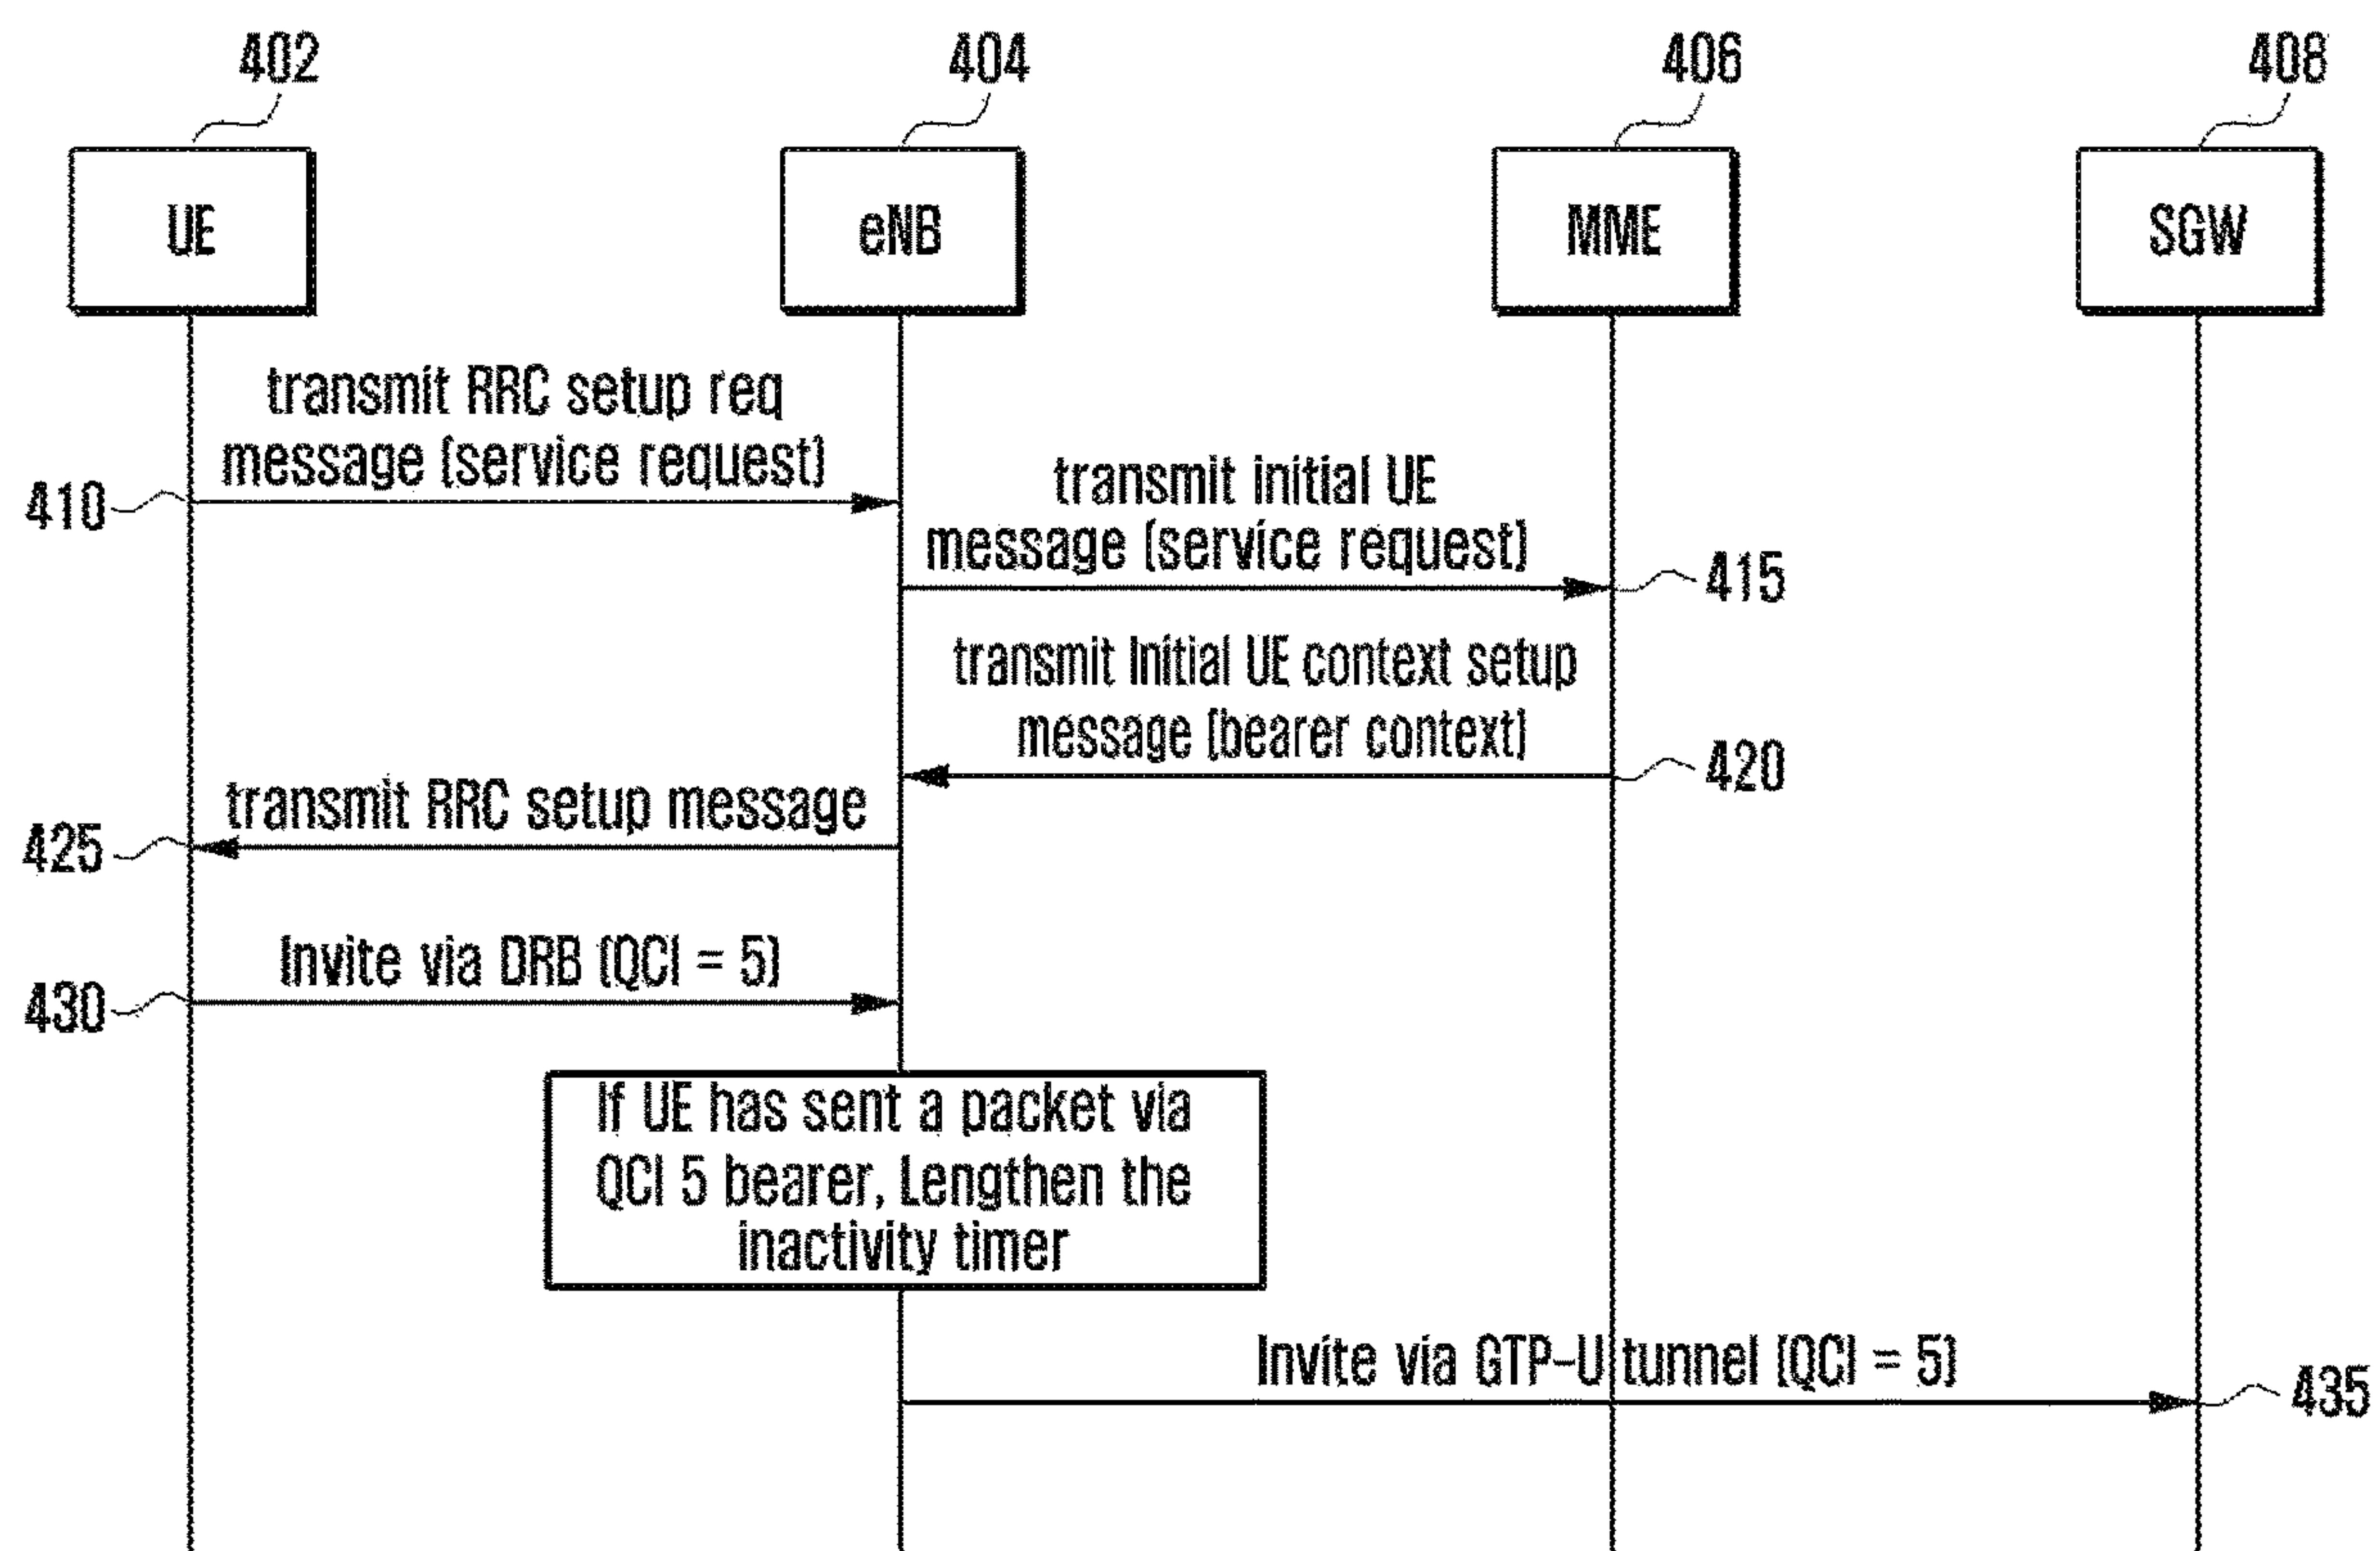 402
404
406
408
UE
eNB
MME
SGW
transmit RRC setup req
message (service request)
410
transmit initial UE
message (service request)
415
transmit Initial UE context setup
message (bearer context)
420
transmit RRC setup message
425
Invite via DRB (QCI = 5)
430
If UE has sent a packet via
QCI 5 bearer, Lengthen the
inactivity timer
Invite via GTP-U tunnel (QCI = 5)
435